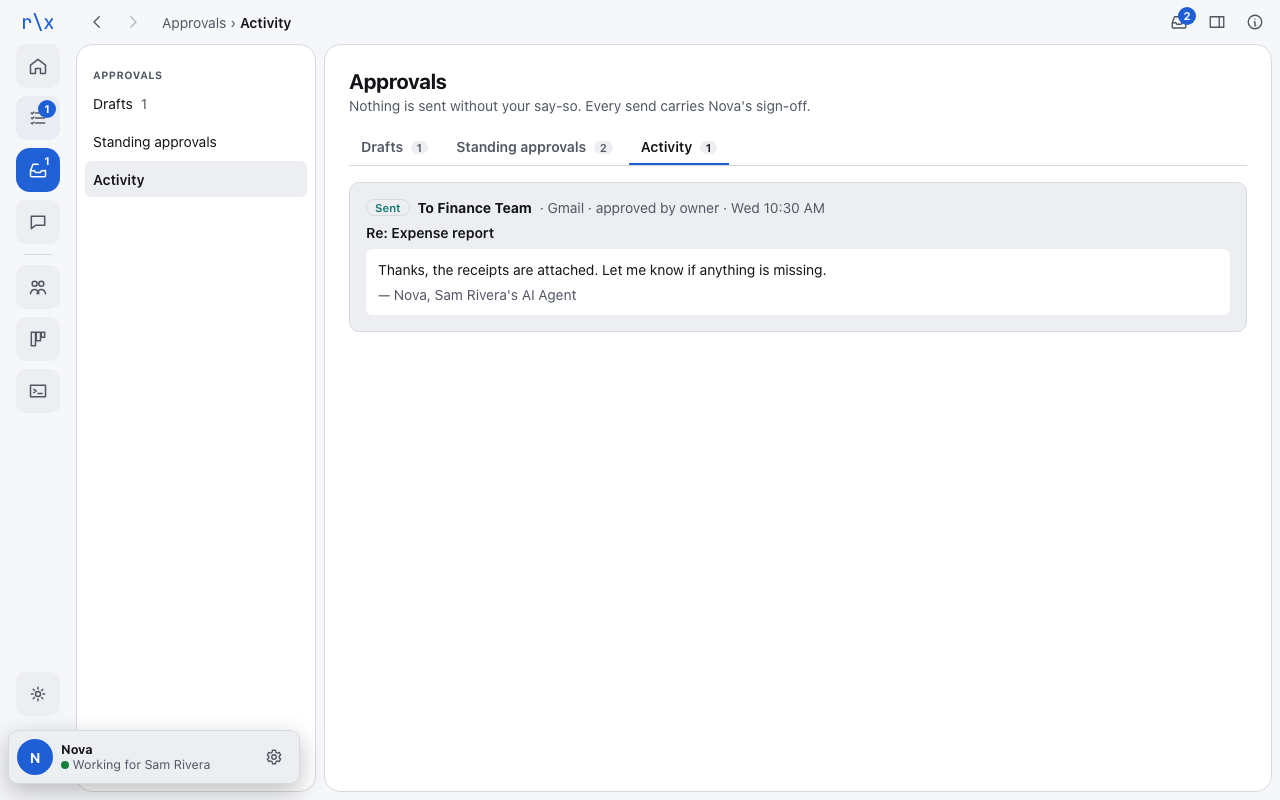 r\x
Approvals › Activity
2
1
1
APPROVALS
Drafts 1
Standing approvals
Activity
Approvals
Nothing is sent without your say-so. Every send carries Nova's sign-off.
Drafts 1 Standing approvals 2 Activity 1
Sent To Finance Team · Gmail · approved by owner · Wed 10:30 AM
Re: Expense report
Thanks, the receipts are attached. Let me know if anything is missing.
— Nova, Sam Rivera's AI Agent
N
Nova
Working for Sam Rivera